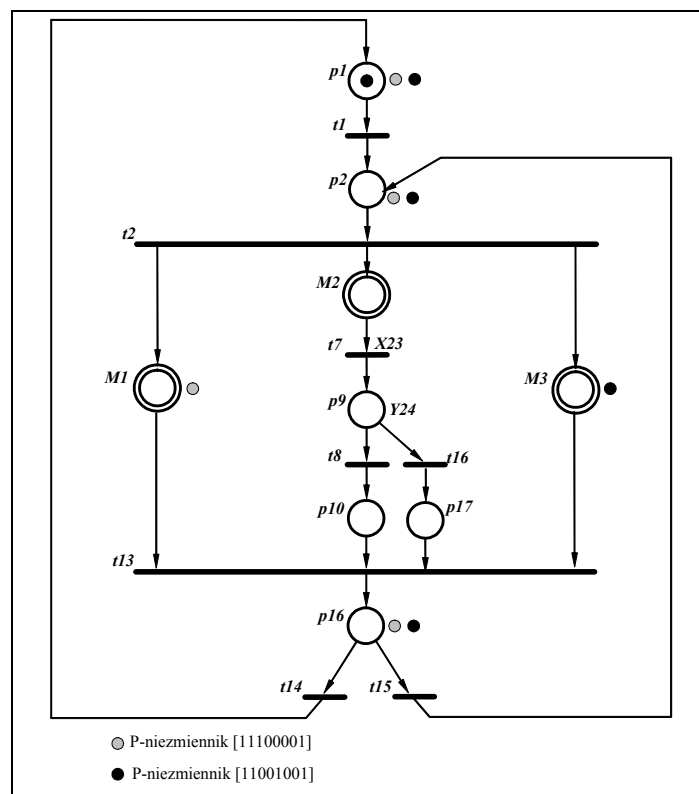 p1
t1
p2
t2
M2
t7 X23
M1
M3
p9 Y24
t8 t16
p10 p17
t13
p16
t14 t15
P-niezmiennik [11100001]
P-niezmiennik [11001001]